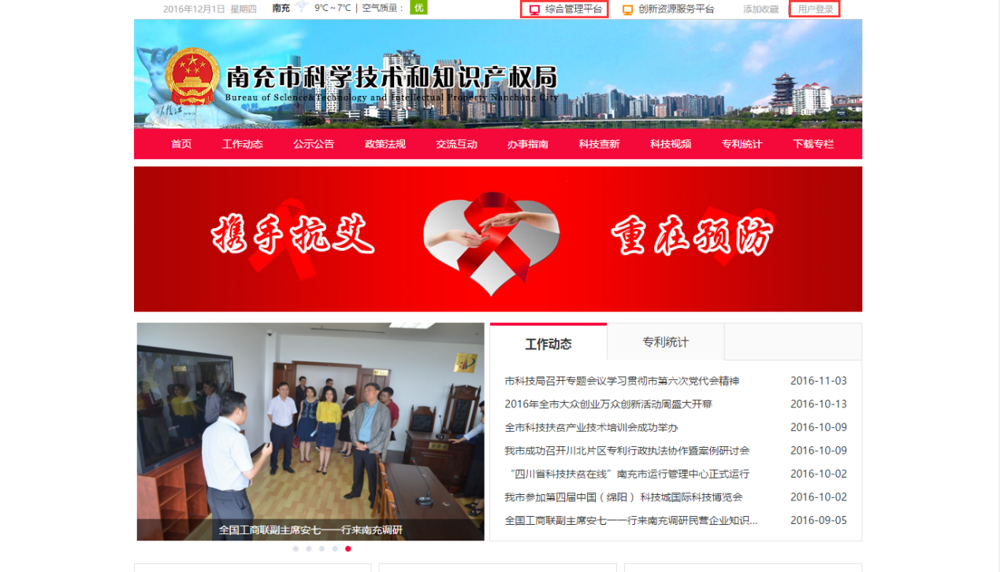 2016年12月1日 星期四 南充 9℃~7℃ | 空气质量： 优 综合管理平台 创新资源服务平台 添加收藏 | 用户登录
南充市科学技术和知识产权局
Bureau of Science&Technology and Intellectual Property Nanchong City
首页 工作动态 公示公告 政策法规 交流互动 办事指南 科技查新 科技视频 专利统计 下载专栏
携手抗艾 重在预防
工作动态 专利统计
市科技局召开专题会议学习贯彻市第六次党代会精神 2016-11-03
2016年全市大众创业万众创新活动周盛大开幕 2016-10-13
全市科技扶贫产业技术培训会成功举办 2016-10-09
我市成功召开川北片区专利行政执法协作暨案例研讨会 2016-10-09
“四川省科技扶贫在线”南充市运行管理中心正式运行 2016-10-02
我市参加第四届中国（绵阳）科技城国际科技博览会 2016-10-02
全国工商联副主席安七一一行来南充调研民营企业知识... 2016-09-05
全国工商联副主席安七一一行来南充调研